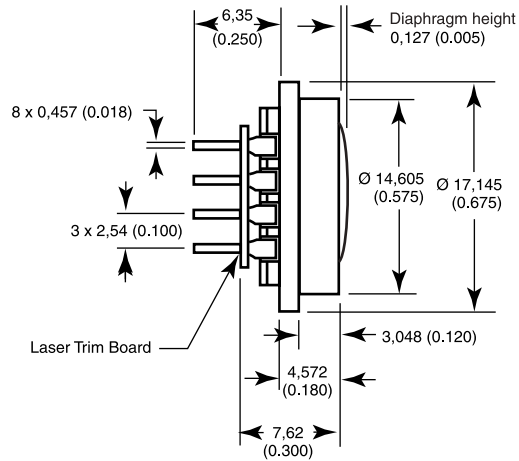 6,35
(0.250)
Diaphragm height
0,127 (0.005)
8 x 0,457 (0.018)
Ø 14,605
(0.575)
Ø 17,145
(0.675)
3 x 2,54 (0.100)
Laser Trim Board
3,048 (0.120)
4,572
(0.180)
7,62
(0.300)